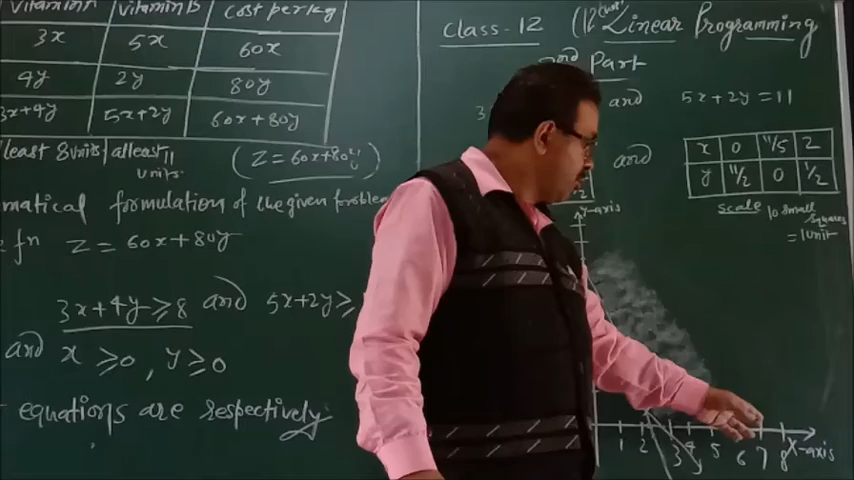 Class-12 (12 Linear Programming)
2nd Part
Vitamin A Vitamin B Cost per kg
3x 5x 60x
4y 2y 80y
3x+4y 5x+2y 60x+80y
least 8 units atleast 11 units.
(Z = 60x+80y)
matical formulation of the given problem
fn Z = 60x+80y
3x+4y ≥ 8 and 5x+2y ≥
and x ≥ 0, y ≥ 0
equations are respectively
and 5x+2y = 11
and
x 0 11/5 2
y 11/2 0 1/2
Scale 10 small squares
= 1 unit
Y-axis
1 2 3 4 5 6 7 8 X-axis